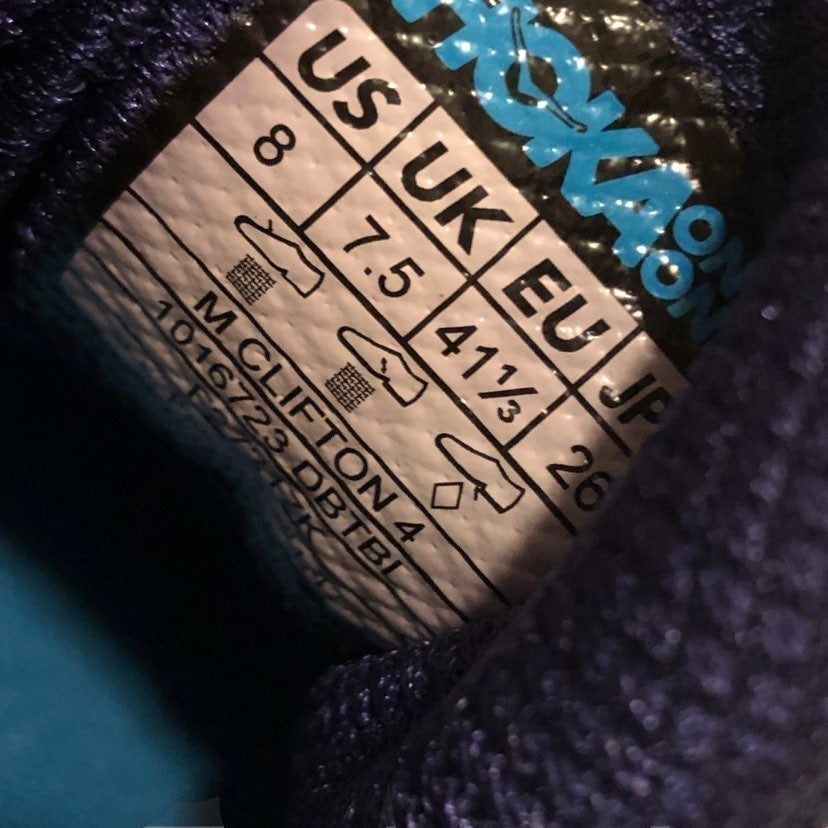 HOKA
ONE
ONE
US UK EU JP
8 7.5 41⅓ 26
M CLIFTON 4
1016723 DBTBL